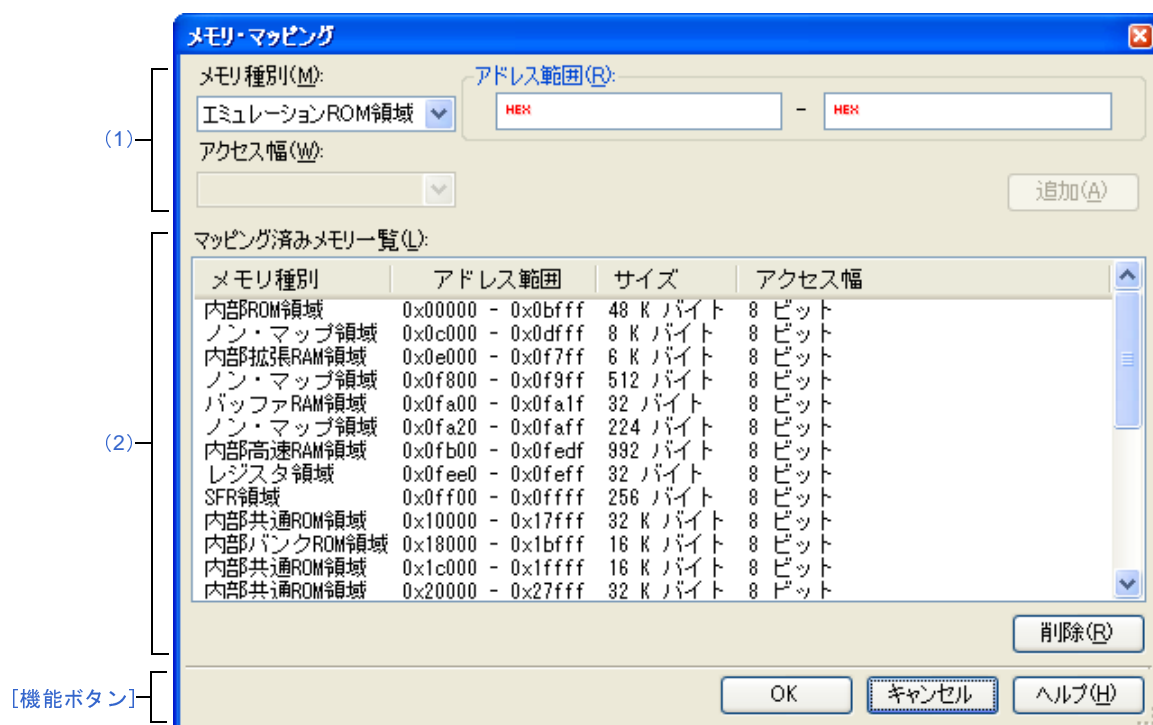 メモリ・マッピング
メモリ種別(M):
アドレス範囲(R):
エミュレーションROM領域
HEX - HEX
(1)
アクセス幅(W):
追加(A)
マッピング済みメモリ一覧(L):
メモリ種別 アドレス範囲 サイズ アクセス幅
内部ROM領域 0x00000 - 0x0bfff 48 K バイト 8 ビット
ノン・マップ領域 0x0c000 - 0x0dfff 8 K バイト 8 ビット
内部拡張RAM領域 0x0e000 - 0x0f7ff 6 K バイト 8 ビット
ノン・マップ領域 0x0f800 - 0x0f9ff 512 バイト 8 ビット
バッファRAM領域 0x0fa00 - 0x0fa1f 32 バイト 8 ビット
ノン・マップ領域 0x0fa20 - 0x0faff 224 バイト 8 ビット
(2)
内部高速RAM領域 0x0fb00 - 0x0fedf 992 バイト 8 ビット
レジスタ領域 0x0fee0 - 0x0feff 32 バイト 8 ビット
SFR領域 0x0ff00 - 0x0ffff 256 バイト 8 ビット
内部共通ROM領域 0x10000 - 0x17fff 32 K バイト 8 ビット
内部バンクROM領域 0x18000 - 0x1bfff 16 K バイト 8 ビット
内部共通ROM領域 0x1c000 - 0x1ffff 16 K バイト 8 ビット
内部共通ROM領域 0x20000 - 0x27fff 32 K バイト 8 ビット
削除(R)
[機能ボタン]
OK キャンセル ヘルプ(H)